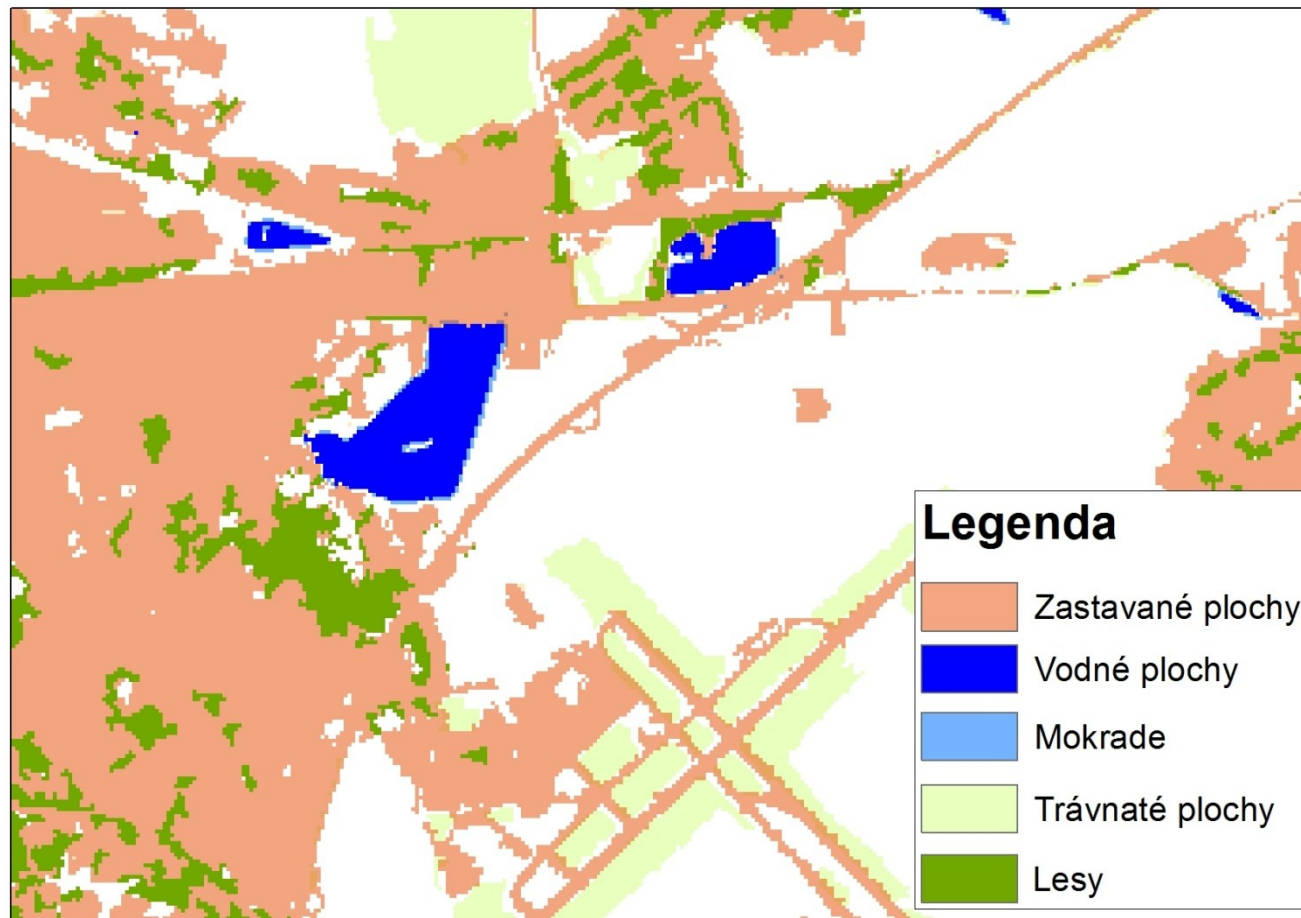 Legenda
Zastavané plochy
Vodné plochy
Mokrade
Trávnaté plochy
Lesy